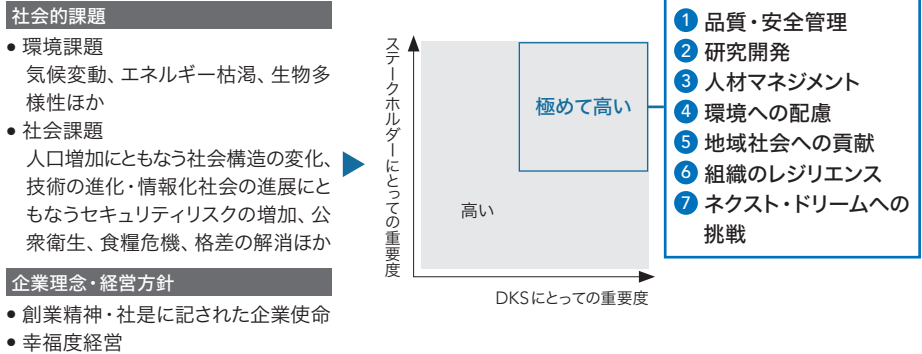 社会的課題
• 環境課題
気候変動、エネルギー枯渇、生物多
様性ほか
• 社会課題
人口増加にともなう社会構造の変化、
技術の進化・情報化社会の進展にと
もなうセキュリティリスクの増加、公
衆衛生、食糧危機、格差の解消ほか
企業理念・経営方針
• 創業精神・社是に記された企業使命
• 幸福度経営
ステークホルダーにとっての重要度
極めて高い
高い
DKSにとっての重要度
1 品質・安全管理
2 研究開発
3 人材マネジメント
4 環境への配慮
5 地域社会への貢献
6 組織のレジリエンス
7 ネクスト・ドリームへの
挑戦